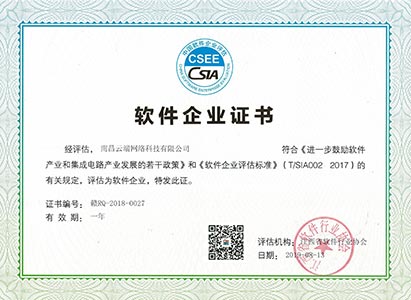 中国软件企业评估
CSEE
CSIA
软件企业证书
经评估，南昌云端网络科技有限公司 符合《进一步鼓励软件
产业和集成电路产业发展的若干政策》和《软件企业评估标准》（T/SIA002 2017）的
有关规定，评估为软件企业，特发此证。
证书编号： 赣RQ-2018-0027
有 效 期： 一年
评估机构： 江西省软件行业协会
日期： 2019-08-13
江西省软件行业协会